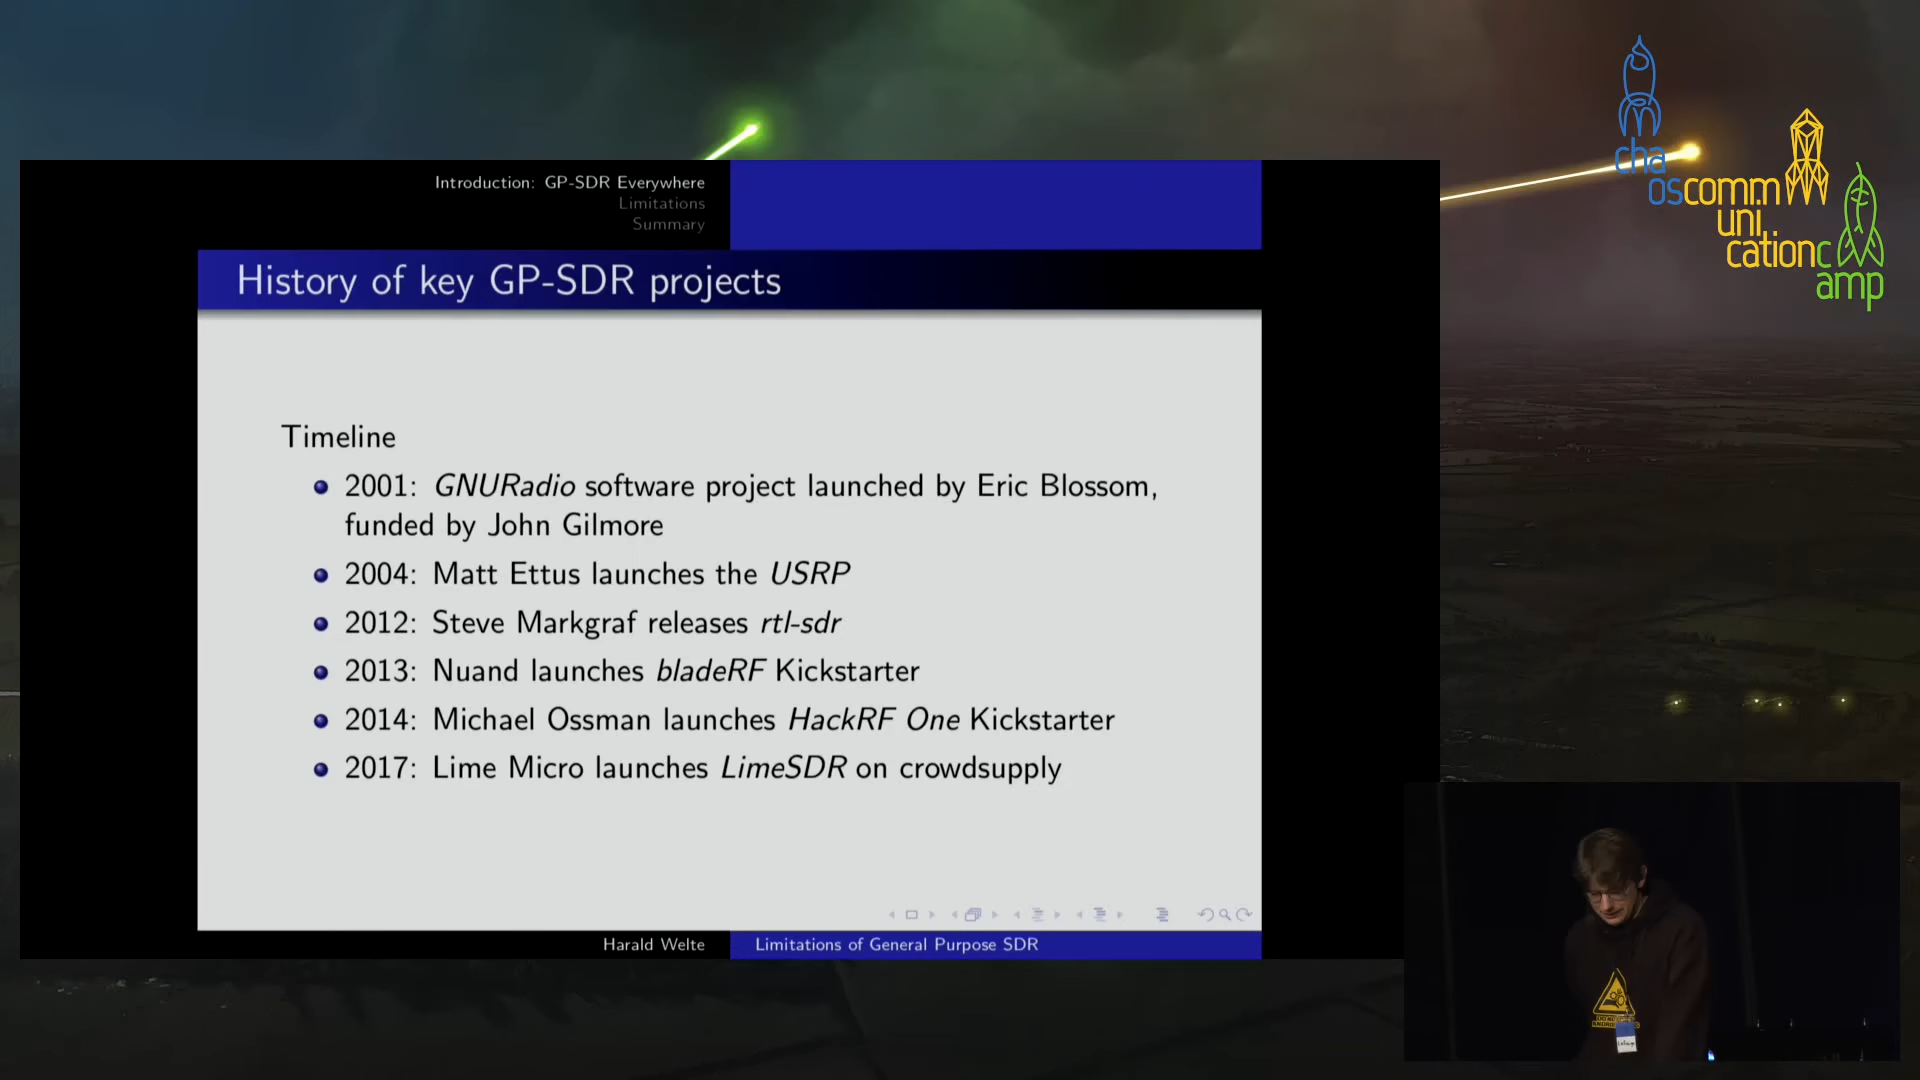 Introduction: GP-SDR Everywhere
Limitations
Summary
History of key GP-SDR projects
Timeline
2001: GNURadio software project launched by Eric Blossom,
funded by John Gilmore
2004: Matt Ettus launches the USRP
2012: Steve Markgraf releases rtl-sdr
2013: Nuand launches bladeRF Kickstarter
2014: Michael Ossman launches HackRF One Kickstarter
2017: Lime Micro launches LimeSDR on crowdsupply
Harald Welte
Limitations of General Purpose SDR
cha
oscomm
uni
cationc
amp